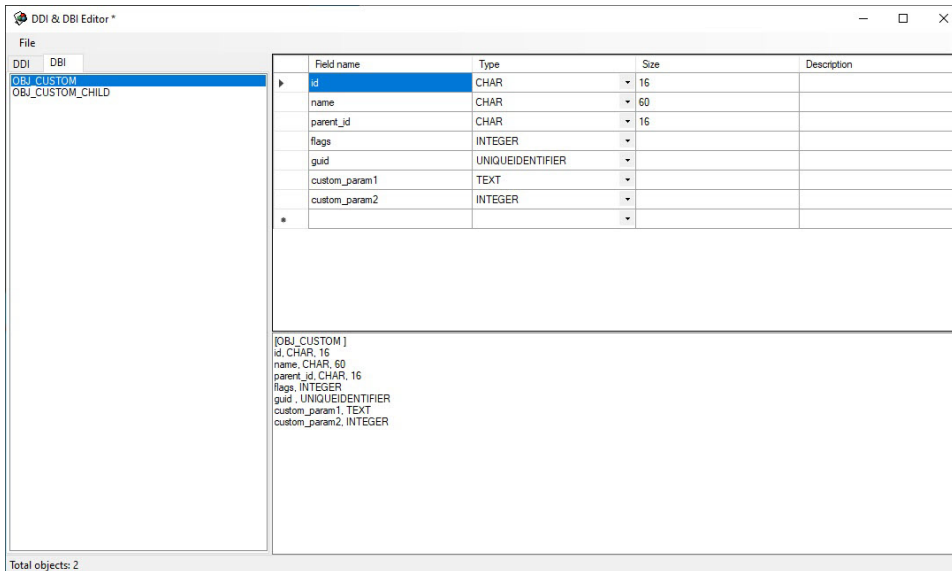 DDI & DBI Editor *
File
DDI DBI
OBJ_CUSTOM
OBJ_CUSTOM_CHILD
Field name Type Size Description
id CHAR 16
name CHAR 60
parent_id CHAR 16
flags INTEGER
guid UNIQUEIDENTIFIER
custom_param1 TEXT
custom_param2 INTEGER
*
[OBJ_CUSTOM ]
id, CHAR, 16
name, CHAR, 60
parent_id, CHAR, 16
flags, INTEGER
guid , UNIQUEIDENTIFIER
custom_param1, TEXT
custom_param2, INTEGER
Total objects: 2